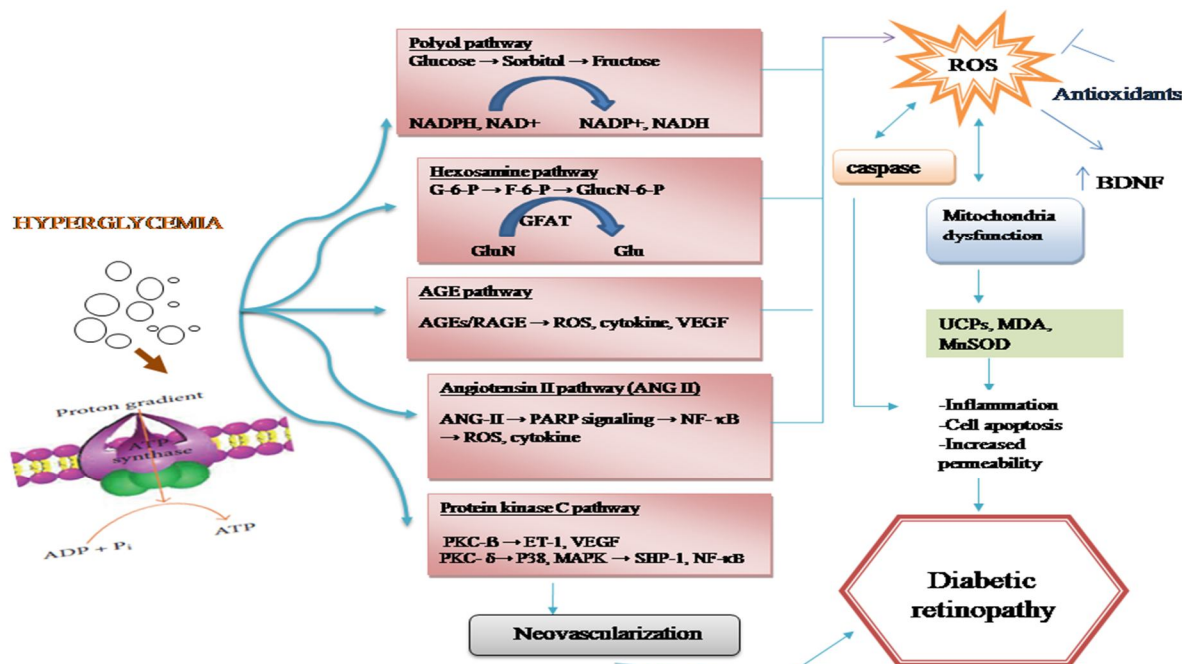 HYPERGLYCEMIA
Proton gradient
ATP
synthase
ADP + Pi
ATP
Polyol pathway
Glucose → Sorbitol → Fructose
NADPH, NAD+ NADP+, NADH
Hexosamine pathway
G-6-P → F-6-P → GlucN-6-P
GFAT
GluN Glu
AGE pathway
AGEs/RAGE → ROS, cytokine, VEGF
Angiotensin II pathway (ANG II)
ANG-II → PARP signaling → NF-κB
→ ROS, cytokine
Protein kinase C pathway
PKC-ß → ET-1, VEGF
PKC- δ → P38, MAPK → SHP-1, NF-κB
Neovascularization
ROS
Antioxidants
caspase
↑ BDNF
Mitochondria
dysfunction
UCPs, MDA,
MnSOD
-Inflammation
-Cell apoptosis
-Increased
permeability
Diabetic
retinopathy